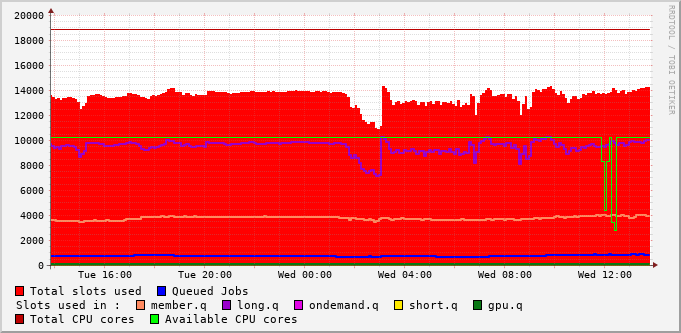 RRDTOOL / TOBI OETIKER
20000
18000
16000
14000
12000
10000
8000
6000
4000
2000
0
Tue 16:00 Tue 20:00 Wed 00:00 Wed 04:00 Wed 08:00 Wed 12:00
Total slots used Queued Jobs
Slots used in : member.q long.q ondemand.q short.q gpu.q
Total CPU cores Available CPU cores